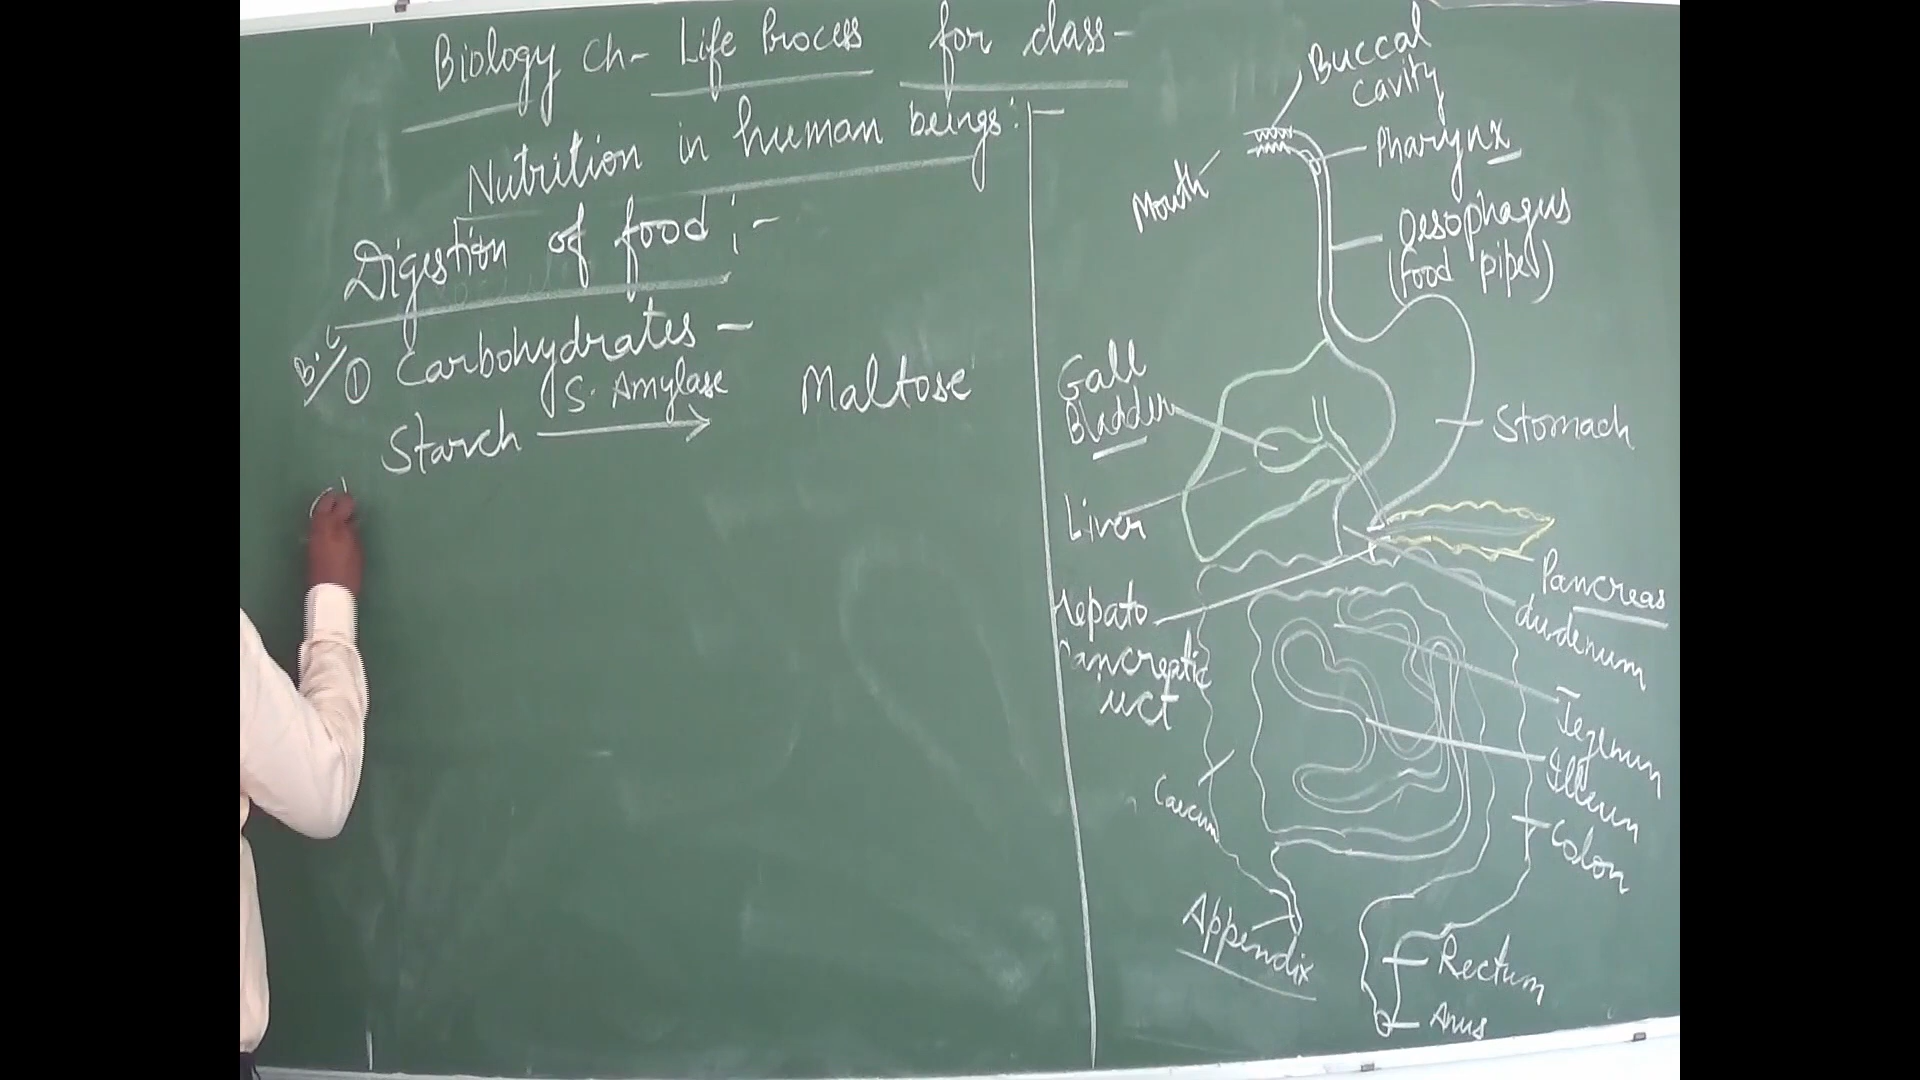 Biology Ch- Life Process for class-
Nutrition in human beings:-
Digestion of food :-
B.C/ ① Carbohydrates -
S. Amylase
Starch → Maltose
Buccal
cavity
Pharynx
Mouth
Oesophagus
(food pipe)
Gall
Bladder
Stomach
Liver
Pancreas
duodenum
Hepato
Pancreatic
uct
Jejenum
Illeum
Caecum
Colon
Appendix
Rectum
Anus